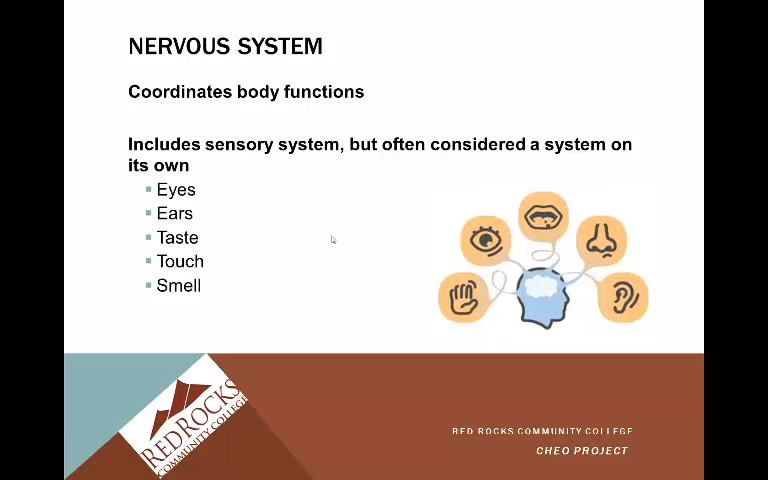 NERVOUS SYSTEM
Coordinates body functions
Includes sensory system, but often considered a system on
its own
Eyes
Ears
Taste
Touch
Smell
RED ROCKS
COMMUNITY COLLEGE
RED ROCKS COMMUNITY COLLEGE
CHEO PROJECT